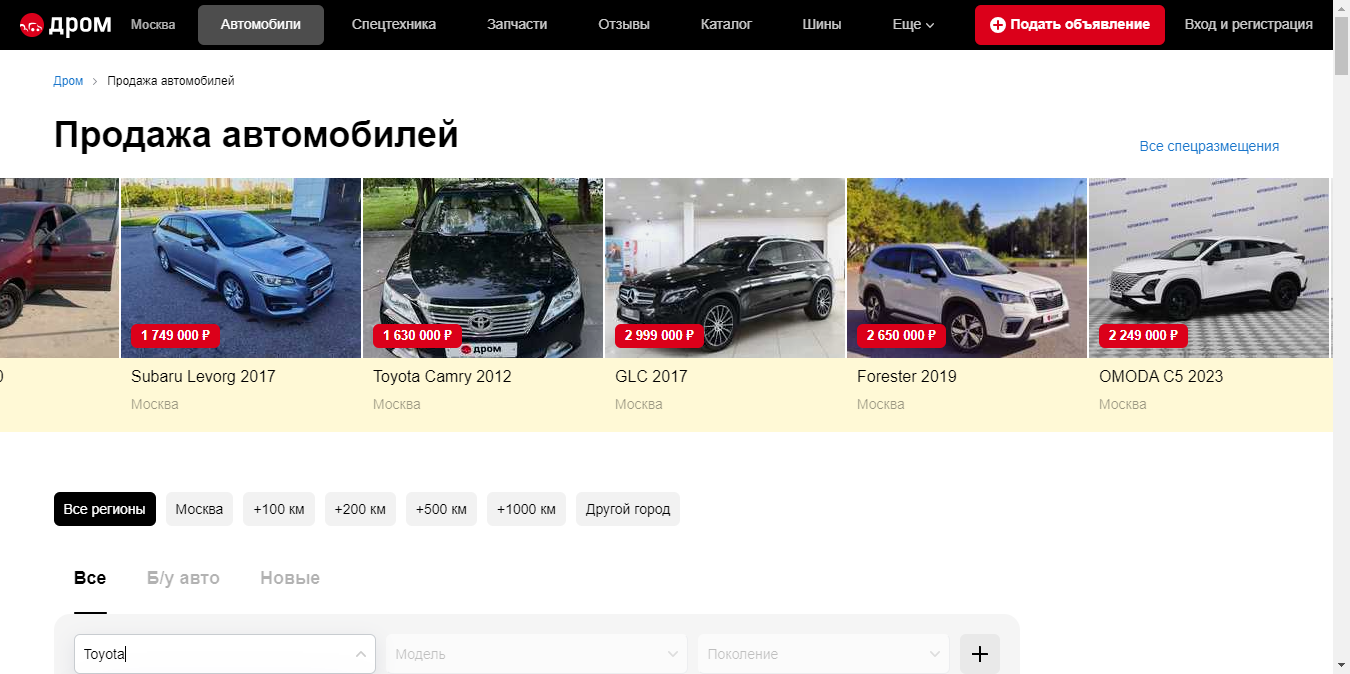 дром Москва Автомобили Спецтехника Запчасти Отзывы Каталог Шины Еще Подать объявление Вход и регистрация
Дром > Продажа автомобилей
Продажа автомобилей
Все спецразмещения
1 749 000 ₽ 1 630 000 ₽ 2 999 000 ₽ 2 650 000 ₽ 2 249 000 ₽
дром
0 Subaru Levorg 2017 Toyota Camry 2012 GLC 2017 Forester 2019 OMODA C5 2023
Москва Москва Москва Москва Москва
Все регионы Москва +100 км +200 км +500 км +1000 км Другой город
Все Б/у авто Новые
Toyota Модель Поколение +